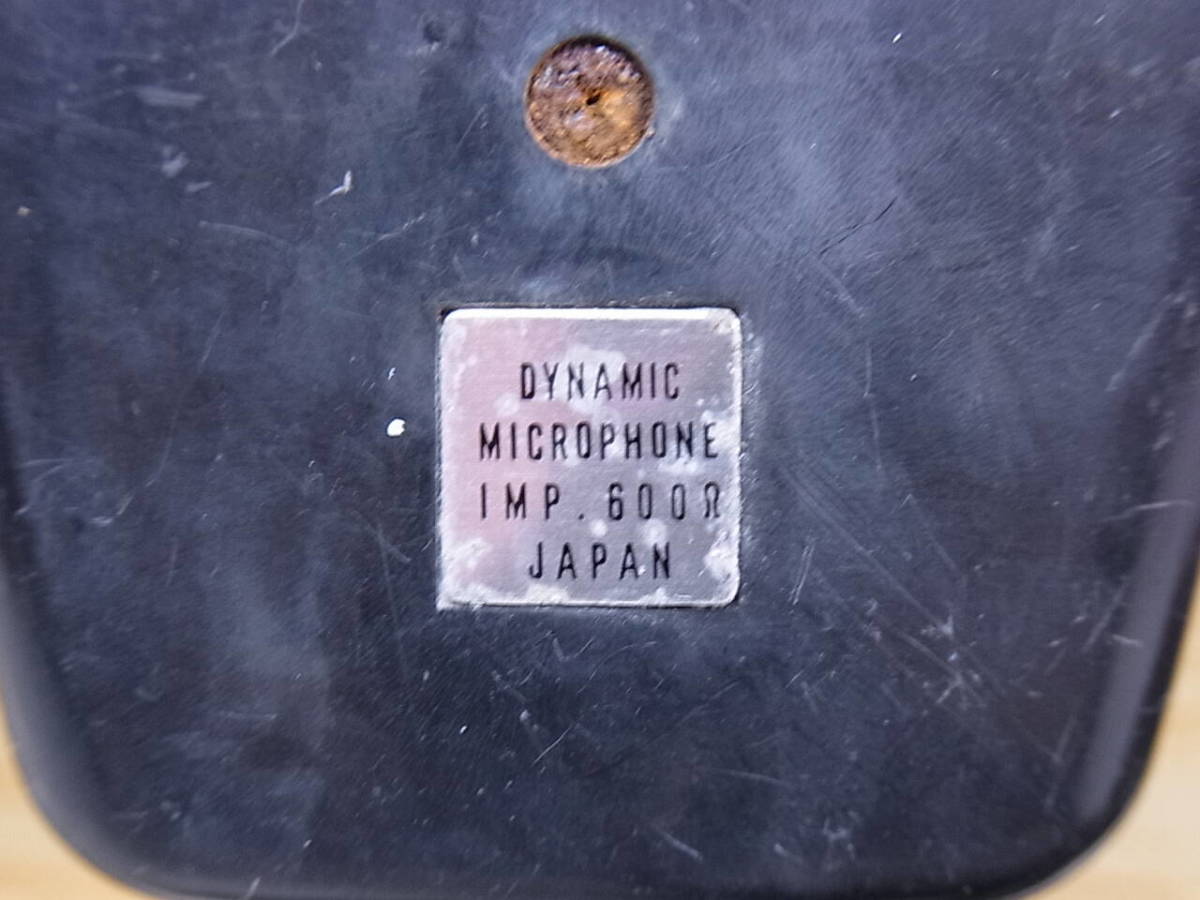 DYNAMIC
MICROPHONE
IMP. 600Ω
JAPAN